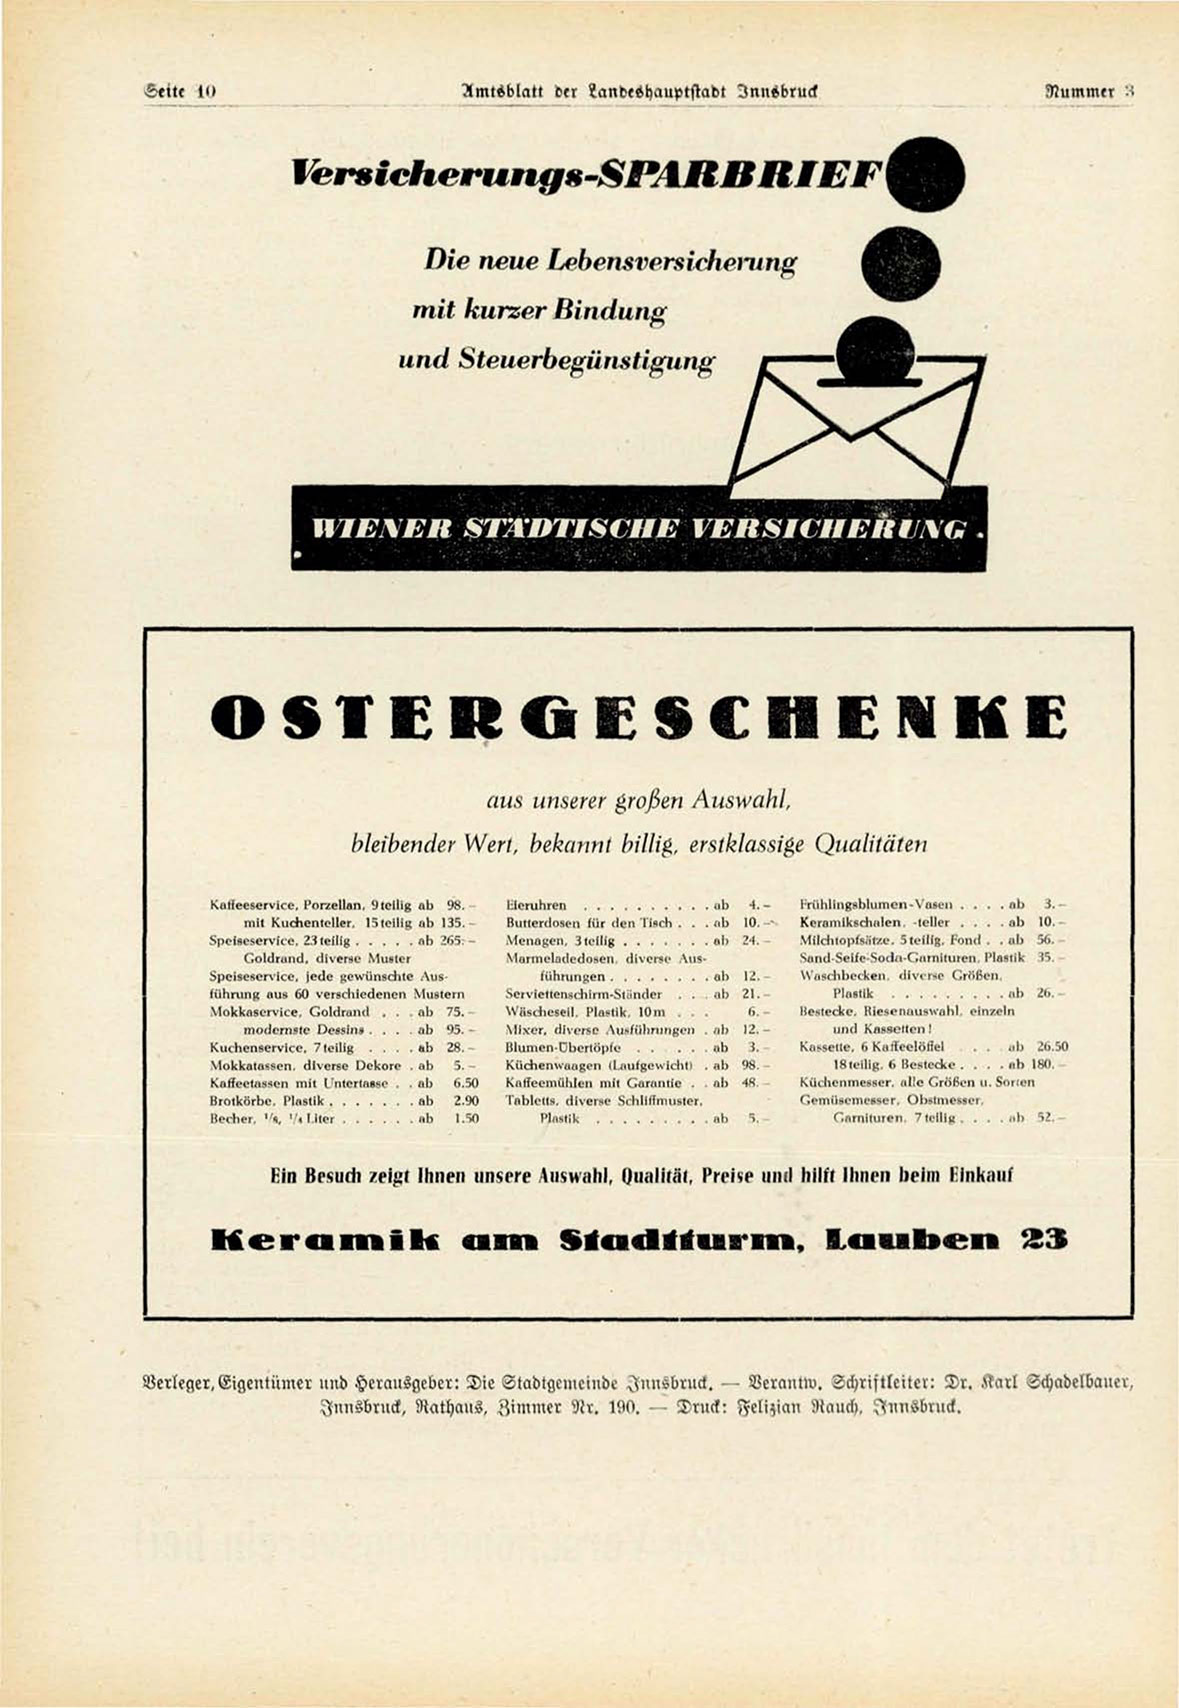 Seite 10 Amtsblatt der Landeshauptstadt Innsbruck Nummer 3
Versicherungs-SPARBRIEF
Die neue Lebensversicherung
mit kurzer Bindung
und Steuerbegünstigung
WIENER STÄDTISCHE VERSICHERUNG
OSTERGESCHENKE
aus unserer großen Auswahl,
bleibender Wert, bekannt billig, erstklassige Qualitäten
Kaffeeservice, Porzellan, 9teilig ab 98.–
mit Kuchenteller, 15teilig ab 135.–
Speiseservice, 23teilig . . . . . ab 265.–
Goldrand, diverse Muster
Speiseservice, jede gewünschte Aus-
führung aus 60 verschiedenen Mustern
Mokkaservice, Goldrand . . . ab 75.–
modernste Dessins . . . . ab 95.–
Kuchenservice, 7teilig . . . . ab 28.–
Mokkatassen, diverse Dekore . ab 5.–
Kaffeetassen mit Untertasse . . ab 6.50
Brotkörbe, Plastik . . . . . . . ab 2.90
Becher, 1/8, 1/4 Liter . . . . . . ab 1.50
Eieruhren . . . . . . . . . . ab 4.–
Butterdosen für den Tisch . . . ab 10.–
Menagen, 3teilig . . . . . . . ab 24.–
Marmeladedosen, diverse Aus-
führungen . . . . . . . . ab 12.–
Serviettenschirm-Ständer . . . ab 21.–
Wäscheseil, Plastik, 10m . . . 6.–
Mixer, diverse Ausführungen . ab 12.–
Blumen-Übertöpfe . . . . . . ab 3.–
Küchenwaagen (Laufgewicht) . ab 98.–
Kaffeemühlen mit Garantie . . ab 48.–
Tabletts, diverse Schliffmuster,
Plastik . . . . . . . . . ab 5.–
Frühlingsblumen-Vasen . . . . ab 3.–
Keramikschalen, -teller . . . . ab 10.–
Milchtopfsätze, 5teilig, Fond . . ab 56.–
Sand-Seife-Soda-Garnituren, Plastik 35.–
Waschbecken, diverse Größen,
Plastik . . . . . . . . . ab 26.–
Bestecke, Riesenauswahl, einzeln
und Kassetten!
Kassette, 6 Kaffeelöffel . . . ab 26.50
18teilig, 6 Bestecke . . . . ab 180.–
Küchenmesser, alle Größen u. Sorten
Gemüsemesser, Obstmesser,
Garnituren, 7teilig . . . . ab 52.–
Ein Besuch zeigt Ihnen unsere Auswahl, Qualität, Preise und hilft Ihnen beim Einkauf
Keramik am Stadtturm, Lauben 23
Verleger, Eigentümer und Herausgeber: Die Stadtgemeinde Innsbruck. — Verantw. Schriftleiter: Dr. Karl Schadelbauer,
Innsbruck, Rathaus, Zimmer Nr. 190. — Druck: Felizian Rauch, Innsbruck.